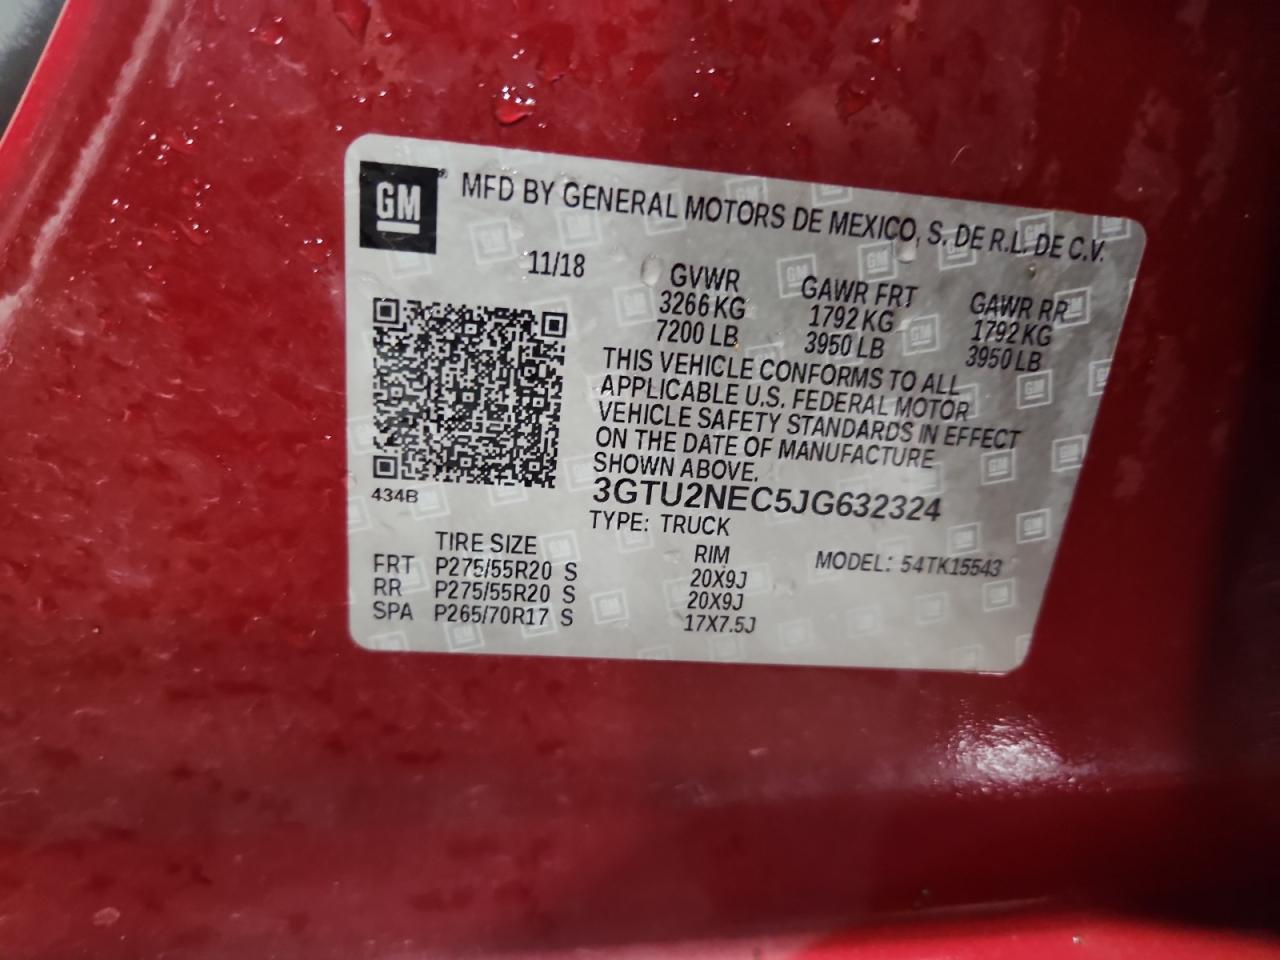 GM
MFD BY GENERAL MOTORS DE MEXICO, S. DE R.L. DE C.V.
11/18
GVWR GAWR FRT GAWR RR
3266 KG 1792 KG 1792 KG
7200 LB 3950 LB 3950 LB
THIS VEHICLE CONFORMS TO ALL
APPLICABLE U.S. FEDERAL MOTOR
VEHICLE SAFETY STANDARDS IN EFFECT
ON THE DATE OF MANUFACTURE
SHOWN ABOVE.
434B
3GTU2NEC5JG632324
TYPE: TRUCK
TIRE SIZE RIM MODEL: 54TK15543
FRT P275/55R20 S 20X9J
RR P275/55R20 S 20X9J
SPA P265/70R17 S 17X7.5J